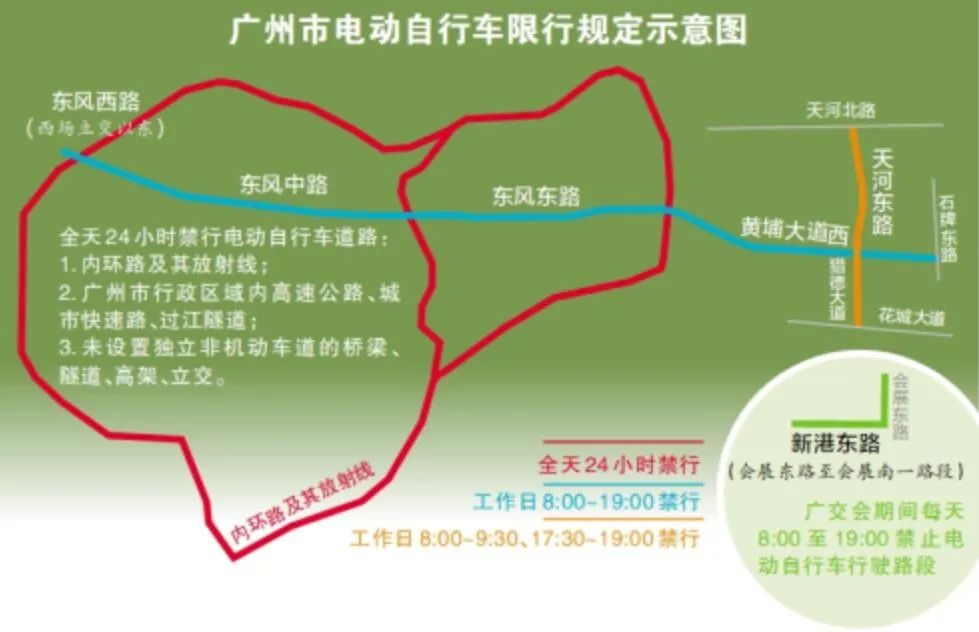 广州市电动自行车限行规定示意图
东风西路
(西场立交以东)
东风中路
东风东路
黄埔大道西
天河北路
天河东路
石牌东路
猎德大道
花城大道
全天24小时禁行电动自行车道路：
1.内环路及其放射线；
2.广州市行政区域内高速公路、城
市快速路、过江隧道；
3.未设置独立非机动车道的桥梁、
隧道、高架、立交。
内环路及其放射线
全天24小时禁行
工作日8:00~19:00禁行
工作日8:00~9:30、17:30~19:00禁行
会展东路
新港东路
(会展东路至会展南一路段)
广交会期间每天
8:00至19:00禁止电
动自行车行驶路段